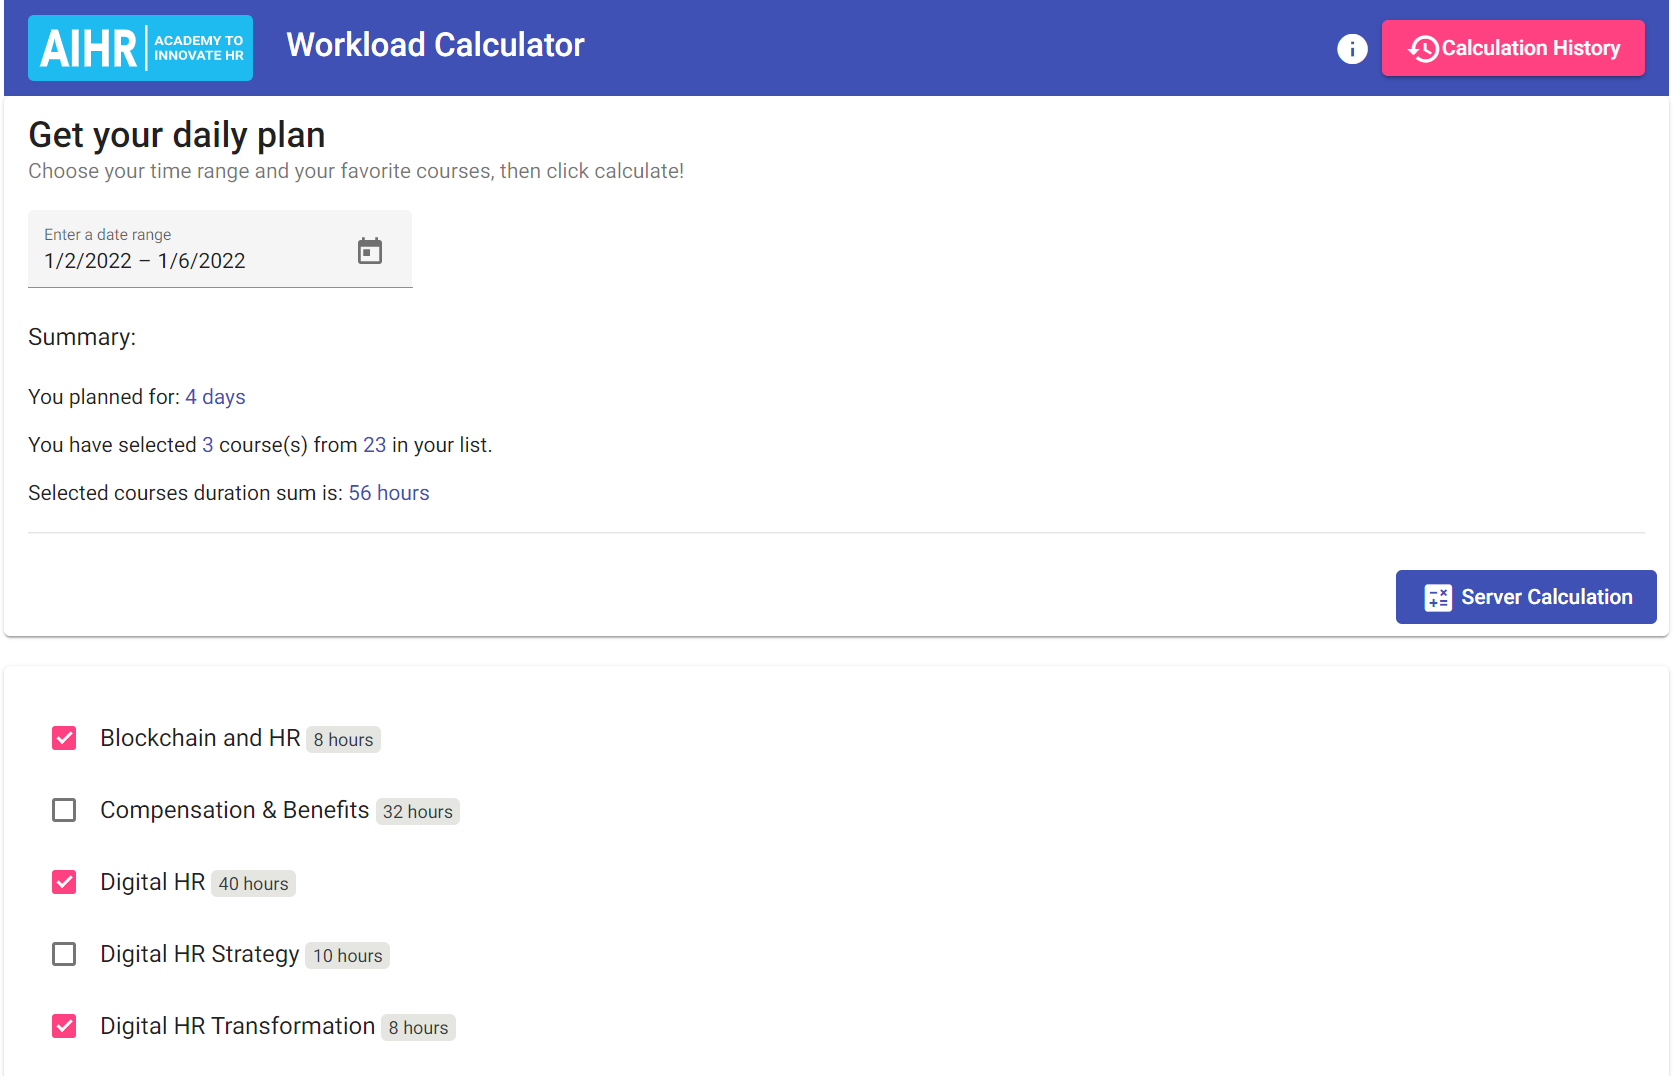 AIHR ACADEMY TO
INNOVATE HR
Workload Calculator
Calculation History
Get your daily plan
Choose your time range and your favorite courses, then click calculate!
Enter a date range
1/2/2022 – 1/6/2022
Summary:
You planned for: 4 days
You have selected 3 course(s) from 23 in your list.
Selected courses duration sum is: 56 hours
Server Calculation
Blockchain and HR 8 hours
Compensation & Benefits 32 hours
Digital HR 40 hours
Digital HR Strategy 10 hours
Digital HR Transformation 8 hours